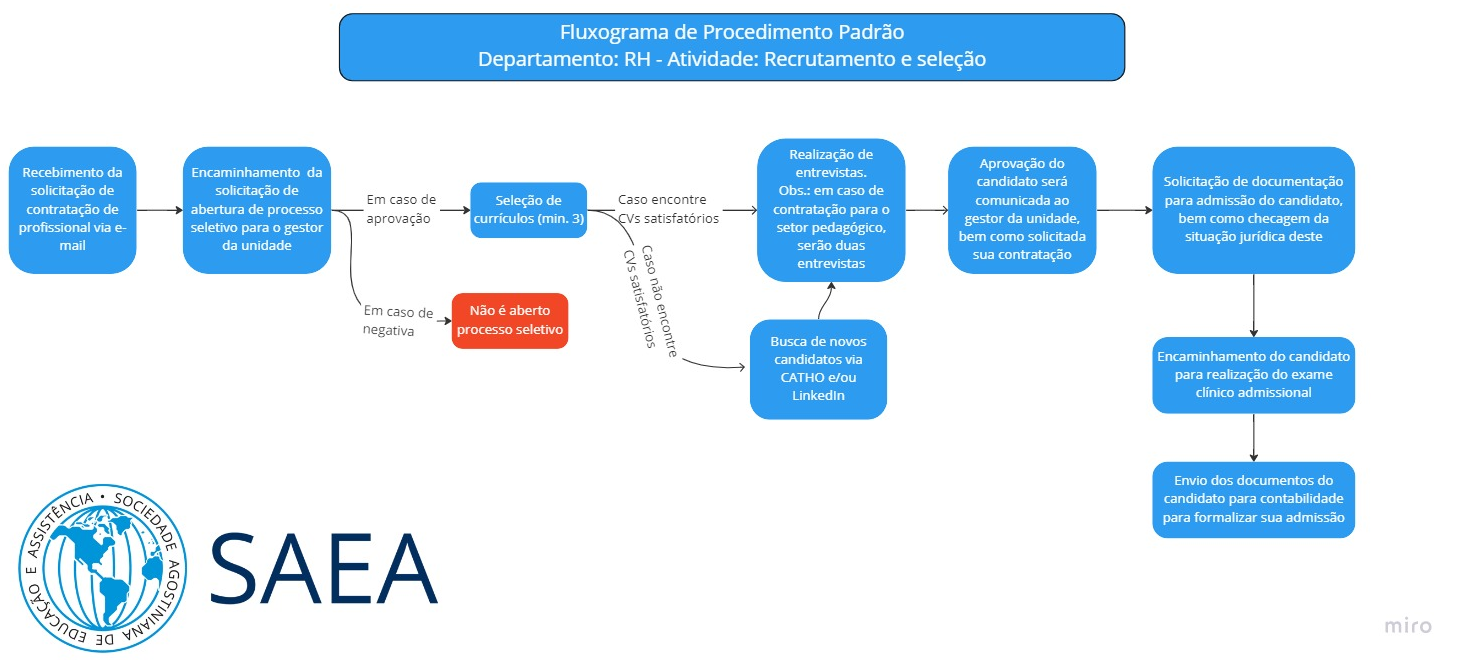 Fluxograma de Procedimento Padrão
Departamento: RH - Atividade: Recrutamento e seleção
Recebimento da
solicitação de
contratação de
profissional via e-
mail
Encaminhamento da
solicitação de
abertura de processo
seletivo para o gestor
da unidade
Em caso de
aprovação
Em caso de
negativa
Não é aberto
processo seletivo
Seleção de
currículos (min. 3)
Caso encontre
CVs satisfatórios
Caso não encontre
CVs satisfatórios
Busca de novos
candidatos via
CATHO e/ou
LinkedIn
Realização de
entrevistas.
Obs.: em caso de
contratação para o
setor pedagógico,
serão duas
entrevistas
Aprovação do
candidato será
comunicada ao
gestor da unidade,
bem como solicitada
sua contratação
Solicitação de documentação
para admissão do candidato,
bem como checagem da
situação jurídica deste
Encaminhamento do candidato
para realização do exame
clínico admissional
Envio dos documentos do
candidato para contabilidade
para formalizar sua admissão
SOCIEDADE AGOSTINIANA DE EDUCAÇÃO E ASSISTÊNCIA •
SAEA
miro